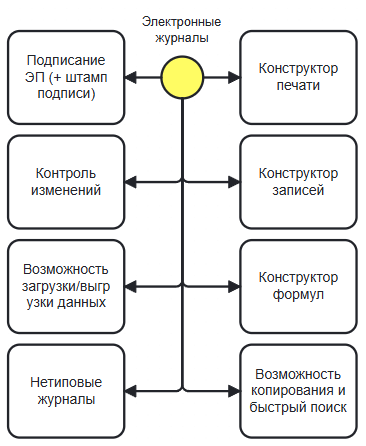 Электронные
журналы
Подписание
ЭП (+ штамп
подписи)
Конструктор
печати
Контроль
изменений
Конструктор
записей
Возможность
загрузки/выгр
узки данных
Конструктор
формул
Нетиповые
журналы
Возможность
копирования и
быстрый поиск